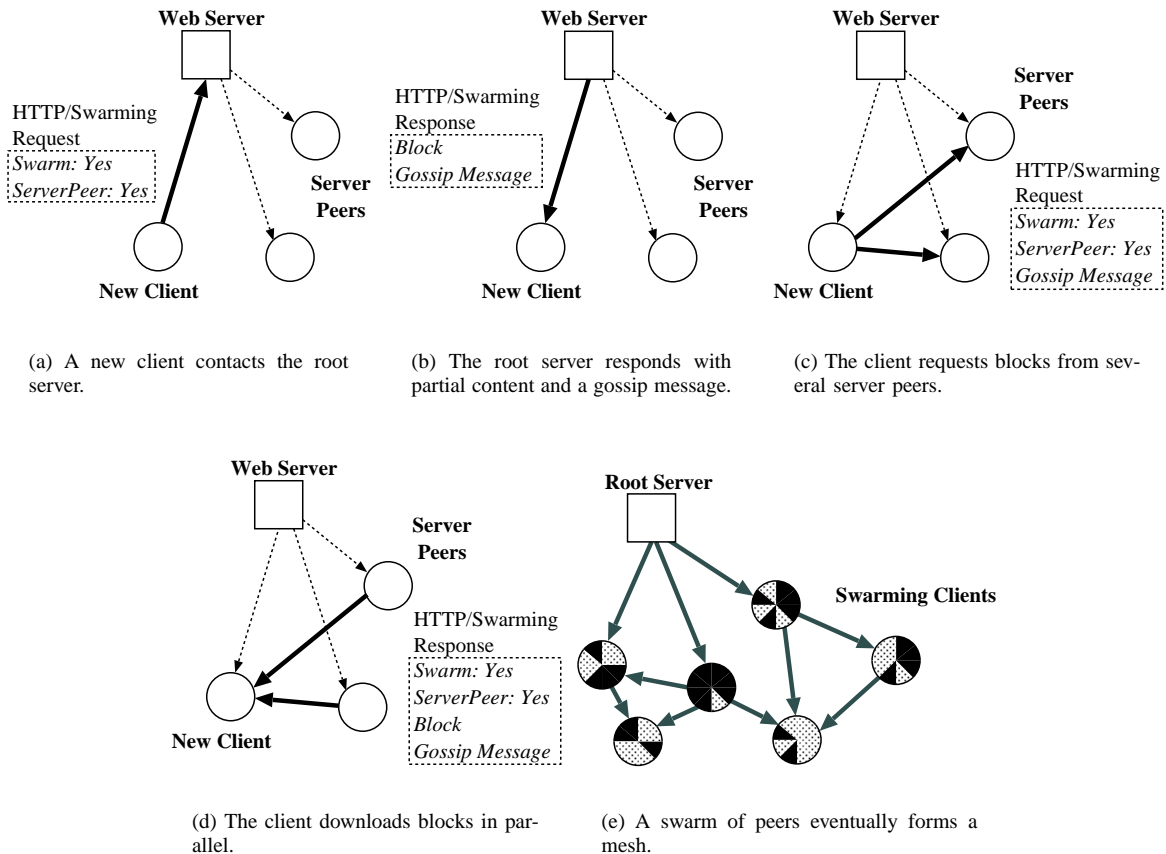 Web Server
HTTP/Swarming
Request
Swarm: Yes
ServerPeer: Yes
Server
Peers
New Client
(a) A new client contacts the root
server.
Web Server
HTTP/Swarming
Response
Block
Gossip Message
Server
Peers
New Client
(b) The root server responds with
partial content and a gossip message.
Web Server
Server
Peers
HTTP/Swarming
Request
Swarm: Yes
ServerPeer: Yes
Gossip Message
New Client
(c) The client requests blocks from sev-
eral server peers.
Web Server
Server
Peers
HTTP/Swarming
Response
Swarm: Yes
ServerPeer: Yes
Block
Gossip Message
New Client
(d) The client downloads blocks in par-
allel.
Root Server
Swarming Clients
(e) A swarm of peers eventually forms a
mesh.